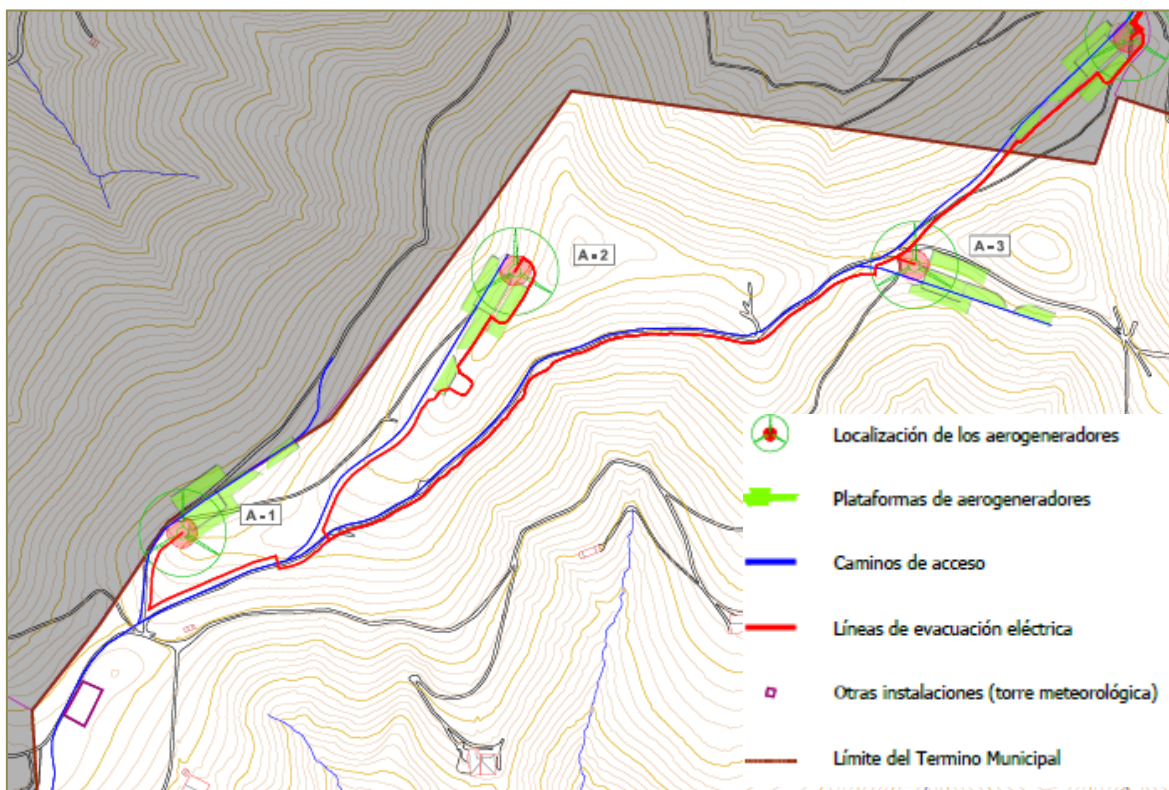 A-2
A-3
A-1
Localización de los aerogeneradores
Plataformas de aerogeneradores
Caminos de acceso
Líneas de evacuación eléctrica
Otras instalaciones (torre meteorológica)
Límite del Termino Municipal